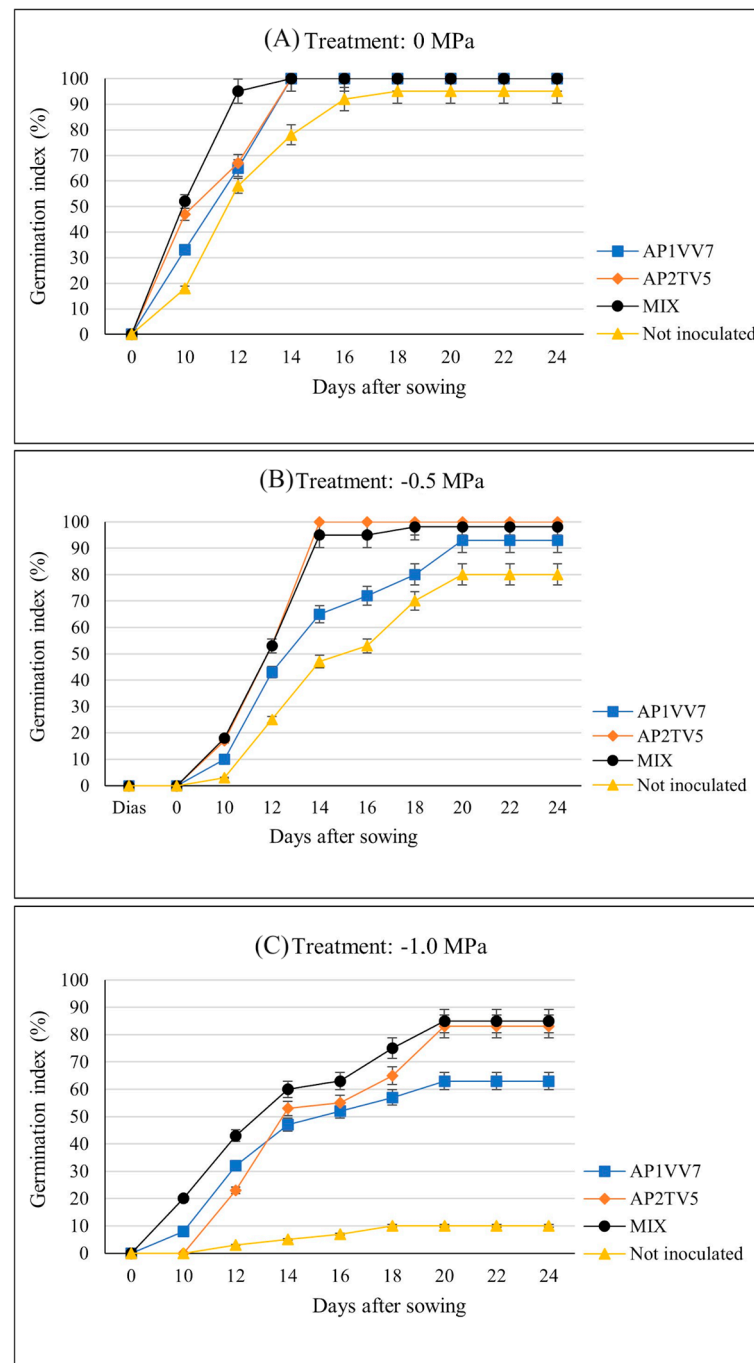 (A) Treatment: 0 MPa
100
90
80
70
60
50
40
30
20
10
0
Germination index (%)
0 10 12 14 16 18 20 22 24
Days after sowing
AP1VV7
AP2TV5
MIX
Not inoculated
(B) Treatment: -0.5 MPa
100
90
80
70
60
50
40
30
20
10
0
Germination index (%)
Dias 0 10 12 14 16 18 20 22 24
Days after sowing
AP1VV7
AP2TV5
MIX
Not inoculated
(C) Treatment: -1.0 MPa
100
90
80
70
60
50
40
30
20
10
0
Germination index (%)
0 10 12 14 16 18 20 22 24
Days after sowing
AP1VV7
AP2TV5
MIX
Not inoculated